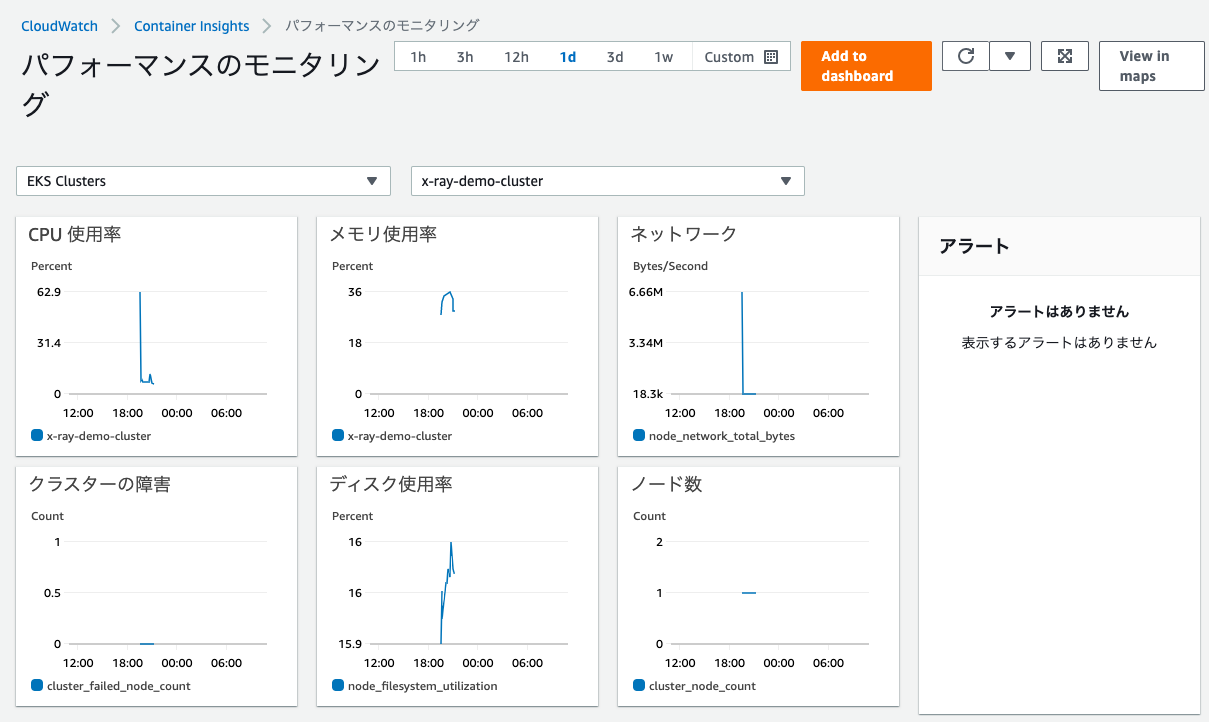 CloudWatch > Container Insights > パフォーマンスのモニタリング
パフォーマンスのモニタリン
グ
1h 3h 12h 1d 3d 1w Custom
Add to
dashboard
View in
maps
EKS Clusters
x-ray-demo-cluster
CPU 使用率
Percent
62.9
31.4
0
12:00 18:00 00:00 06:00
x-ray-demo-cluster
メモリ使用率
Percent
36
18
0
12:00 18:00 00:00 06:00
x-ray-demo-cluster
ネットワーク
Bytes/Second
6.66M
3.34M
18.3k
12:00 18:00 00:00 06:00
node_network_total_bytes
アラート
アラートはありません
表示するアラートはありません
クラスターの障害
Count
1
0.5
0
12:00 18:00 00:00 06:00
cluster_failed_node_count
ディスク使用率
Percent
16
16
15.9
12:00 18:00 00:00 06:00
node_filesystem_utilization
ノード数
Count
2
1
0
12:00 18:00 00:00 06:00
cluster_node_count